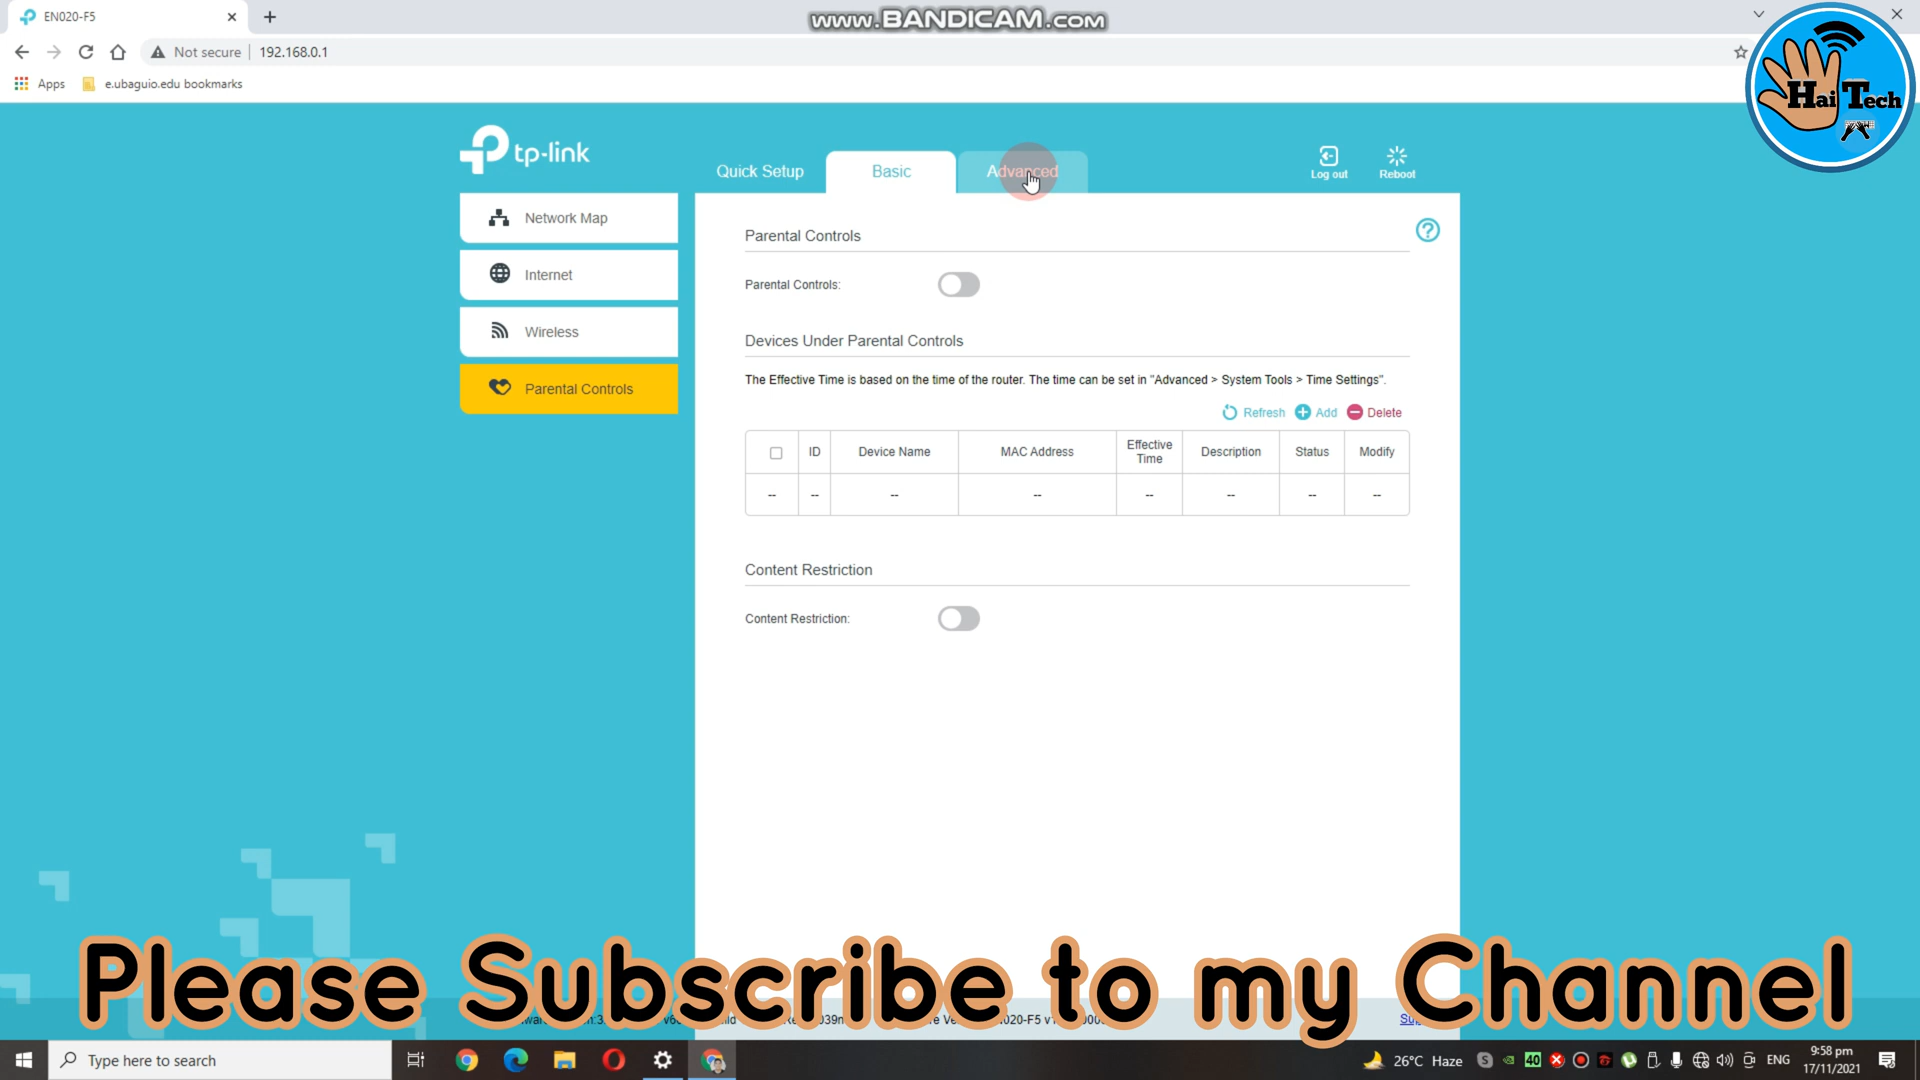 EN020-F5
www.BANDICAM.com
Not secure
192.168.0.1
Apps
e.ubaguio.edu bookmarks
Hai Tech
tp-link
Quick Setup
Basic
Advanced
Log out
Reboot
Network Map
Internet
Wireless
Parental Controls
Parental Controls
Parental Controls:
Devices Under Parental Controls
The Effective Time is based on the time of the router. The time can be set in "Advanced > System Tools > Time Settings".
Refresh
Add
Delete
ID
Device Name
MAC Address
Effective Time
Description
Status
Modify
-- -- -- -- -- -- -- --
Content Restriction
Content Restriction:
Please Subscribe to my Channel
Type here to search
26°C Haze
40
ENG
9:58 pm
17/11/2021